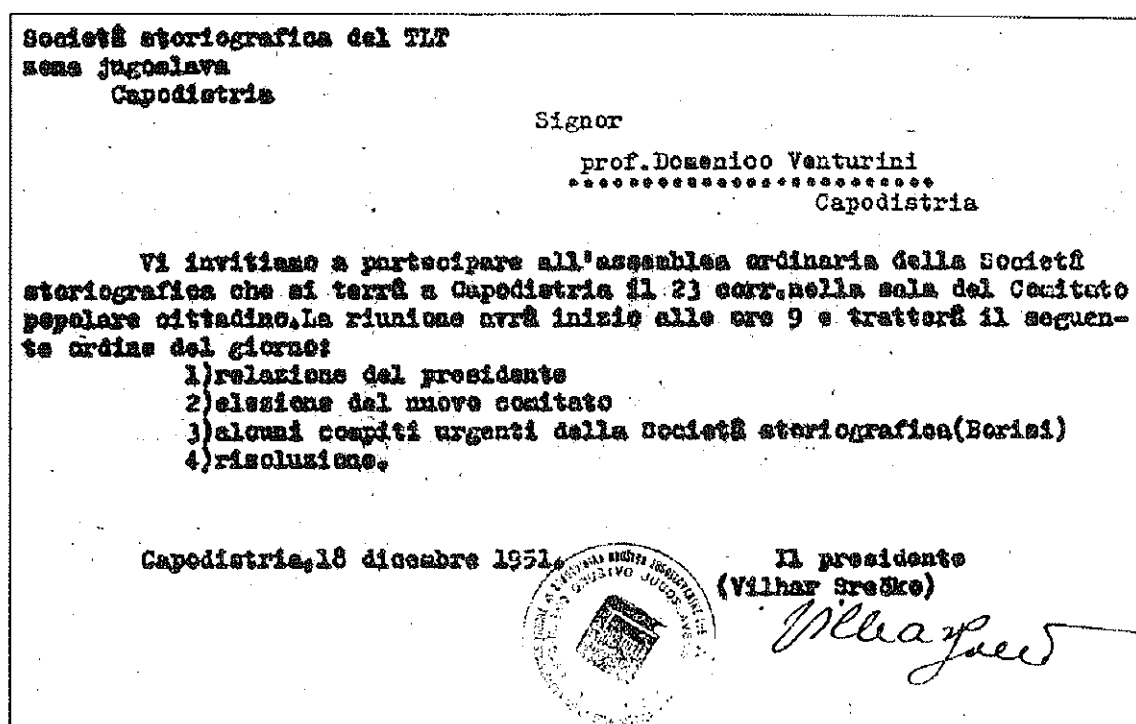 Società storiografica del TLT
zona jugoslava
Capodistria
Signor
prof.Domenico Venturini
Capodistria
Vi invitiamo a partecipare all'assemblea ordinaria della Società
storiografica che si terrà a Capodistria il 23 corr.nella sala del Comitato
popolare cittadino.La riunione avrà inizio alle ore 9 e tratterà il seguen-
te ordine del giorno:
1)relazione del presidente
2)elezione del nuovo comitato
3)alcuni compiti urgenti della Società storiografica(Borisi)
4)risoluzione.
Capodistria,18 dicembre 1951.
Il presidente
(Vilhar Srečko)
JUGOSLAV
Vilhar